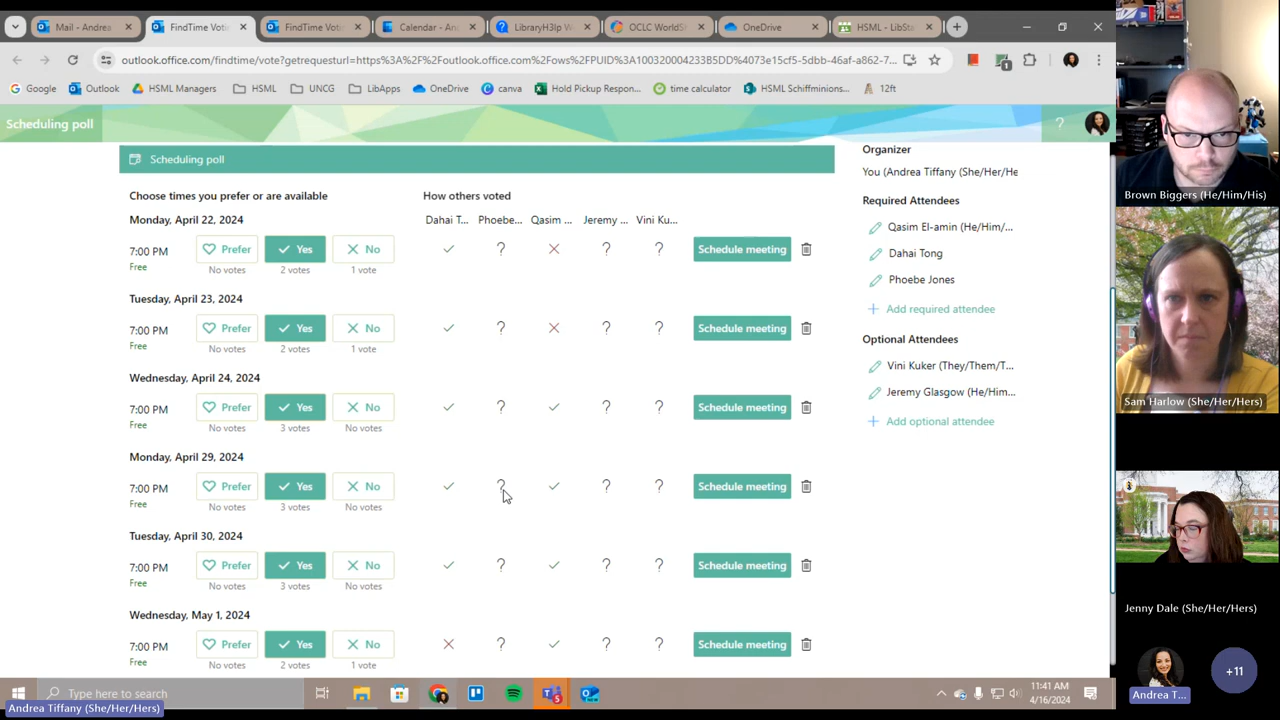 Mail - Andrea
FindTime Voti
FindTime Voti
Calendar - An
LibraryH3lp W
OCLC WorldSh
OneDrive
HSML - LibSta
outlook.office.com/findtime/vote?getrequesturl=https%3A%2F%2Foutlook.office.com%2Fows%2FPUID%3A100320004233B5DD%4073e15cf5-5dbb-46af-a862-7...
Google
Outlook
HSML Managers
HSML
UNCG
LibApps
OneDrive
canva
Hold Pickup Respon...
time calculator
HSML Schiffminnions...
12ft
Scheduling poll
?
Scheduling poll
Choose times you prefer or are available
How others voted
Dahai T...
Phoebe...
Qasim ...
Jeremy ...
Vini Ku...
Monday, April 22, 2024
7:00 PM
Free
Prefer
Yes
No
? ? ? Schedule meeting
No votes
2 votes
1 vote
Tuesday, April 23, 2024
7:00 PM
Free
Prefer
Yes
No
? ? ? Schedule meeting
No votes
2 votes
1 vote
Wednesday, April 24, 2024
7:00 PM
Free
Prefer
Yes
No
? ? ? Schedule meeting
No votes
3 votes
No votes
Monday, April 29, 2024
7:00 PM
Free
Prefer
Yes
No
? ? ? Schedule meeting
No votes
3 votes
No votes
Tuesday, April 30, 2024
7:00 PM
Free
Prefer
Yes
No
? ? ? Schedule meeting
No votes
3 votes
No votes
Wednesday, May 1, 2024
7:00 PM
Free
Prefer
Yes
No
? ? ? Schedule meeting
No votes
2 votes
1 vote
Organizer
You (Andrea Tiffany (She/Her/He
Required Attendees
Qasim El-amin (He/Him/...
Dahai Tong
Phoebe Jones
Add required attendee
Optional Attendees
Vini Kuker (They/Them/T...
Jeremy Glasgow (He/Him...
Add optional attendee
Type here to search
11:41 AM
4/16/2024
Andrea Tiffany (She/Her/Hers)
Brown Biggers (He/Him/His)
Sam Harlow (She/Her/Hers)
Jenny Dale (She/Her/Hers)
Andrea T...
+11